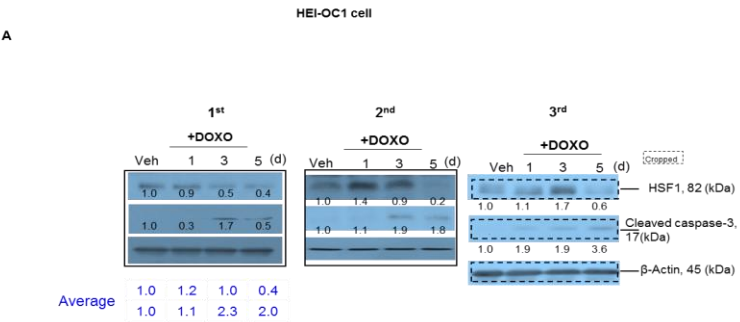 HEI-OC1 cell
A
1st
+DOXO
Veh 1 3 5 (d)
1.0 0.9 0.5 0.4
1.0 0.3 1.7 0.5
2nd
+DOXO
Veh 1 3 5 (d)
1.0 1.4 0.9 0.2
1.0 1.1 1.9 1.8
3rd
+DOXO
Veh 1 3 5 (d)
Cropped
HSF1, 82 (kDa)
1.0 1.1 1.7 0.6
Cleaved caspase-3,
17(kDa)
1.0 1.9 1.9 3.6
β-Actin, 45 (kDa)
Average
1.0 1.2 1.0 0.4
1.0 1.1 2.3 2.0